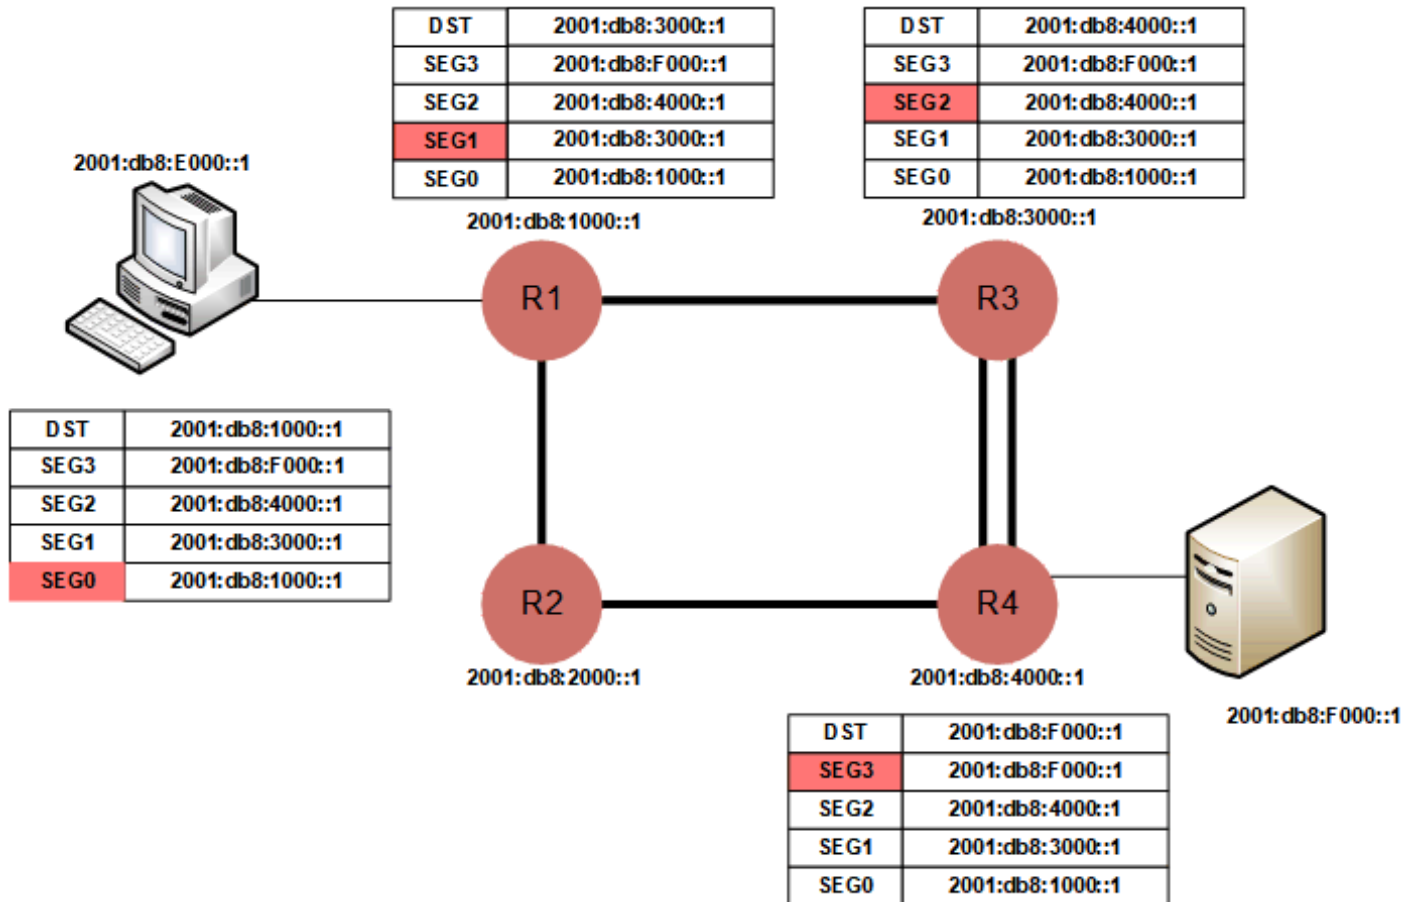 DST 2001:db8:3000::1
SEG3 2001:db8:F000::1
SEG2 2001:db8:4000::1
SEG1 2001:db8:3000::1
SEG0 2001:db8:1000::1
2001:db8:1000::1
DST 2001:db8:4000::1
SEG3 2001:db8:F000::1
SEG2 2001:db8:4000::1
SEG1 2001:db8:3000::1
SEG0 2001:db8:1000::1
2001:db8:3000::1
2001:db8:E000::1
R1
R3
DST 2001:db8:1000::1
SEG3 2001:db8:F000::1
SEG2 2001:db8:4000::1
SEG1 2001:db8:3000::1
SEG0 2001:db8:1000::1
R2
R4
2001:db8:2000::1
2001:db8:4000::1
2001:db8:F000::1
DST 2001:db8:F000::1
SEG3 2001:db8:F000::1
SEG2 2001:db8:4000::1
SEG1 2001:db8:3000::1
SEG0 2001:db8:1000::1